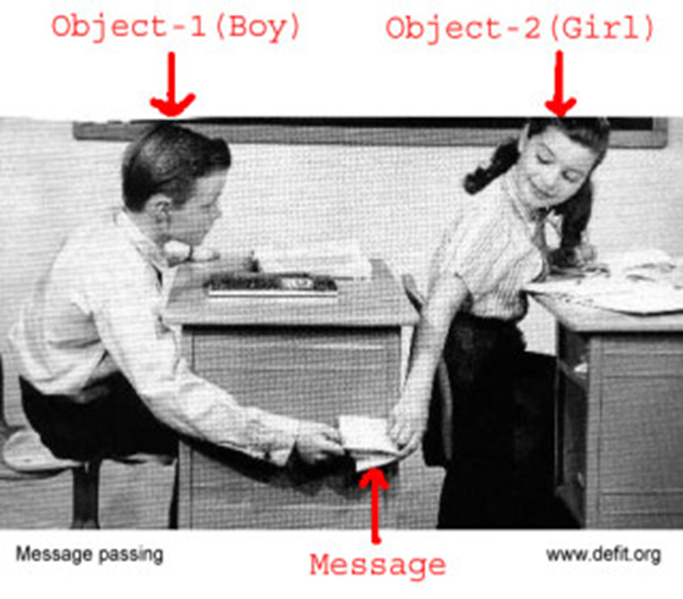 Object-1(Boy)
Object-2(Girl)
Message passing
www.defit.org
Message